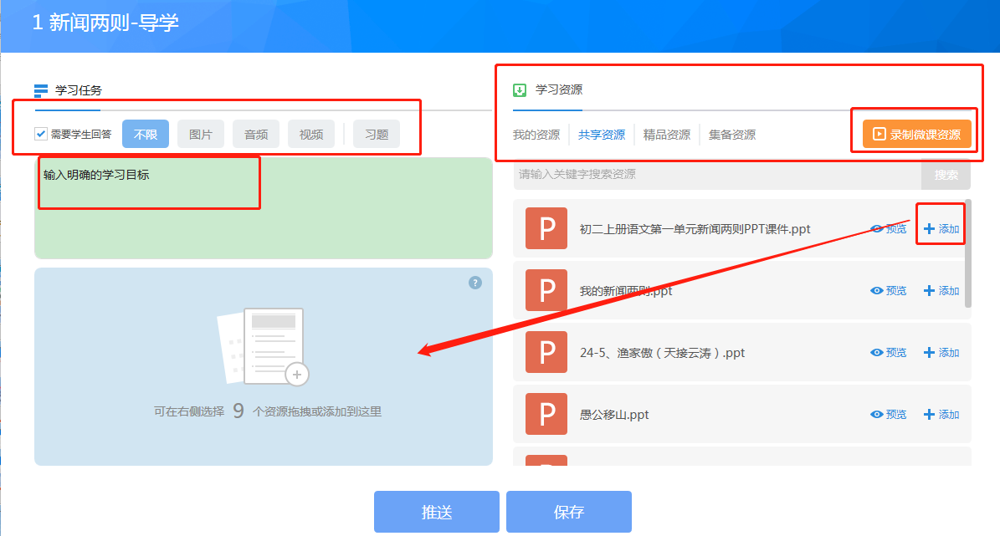 1 新闻两则-导学
学习任务
需要学生回答 不限 图片 音频 视频 习题
输入明确的学习目标
?
可在右侧选择 9 个资源拖拽或添加到这里
学习资源
我的资源 共享资源 精品资源 集备资源 录制微课资源
请输入关键字搜索资源 搜索
P 初二上册语文第一单元新闻两则PPT课件.ppt 预览 添加
P 我的新闻两则.ppt 预览 添加
P 24-5、渔家傲（天接云涛）.ppt 预览 添加
P 愚公移山.ppt 预览 添加
推送 保存